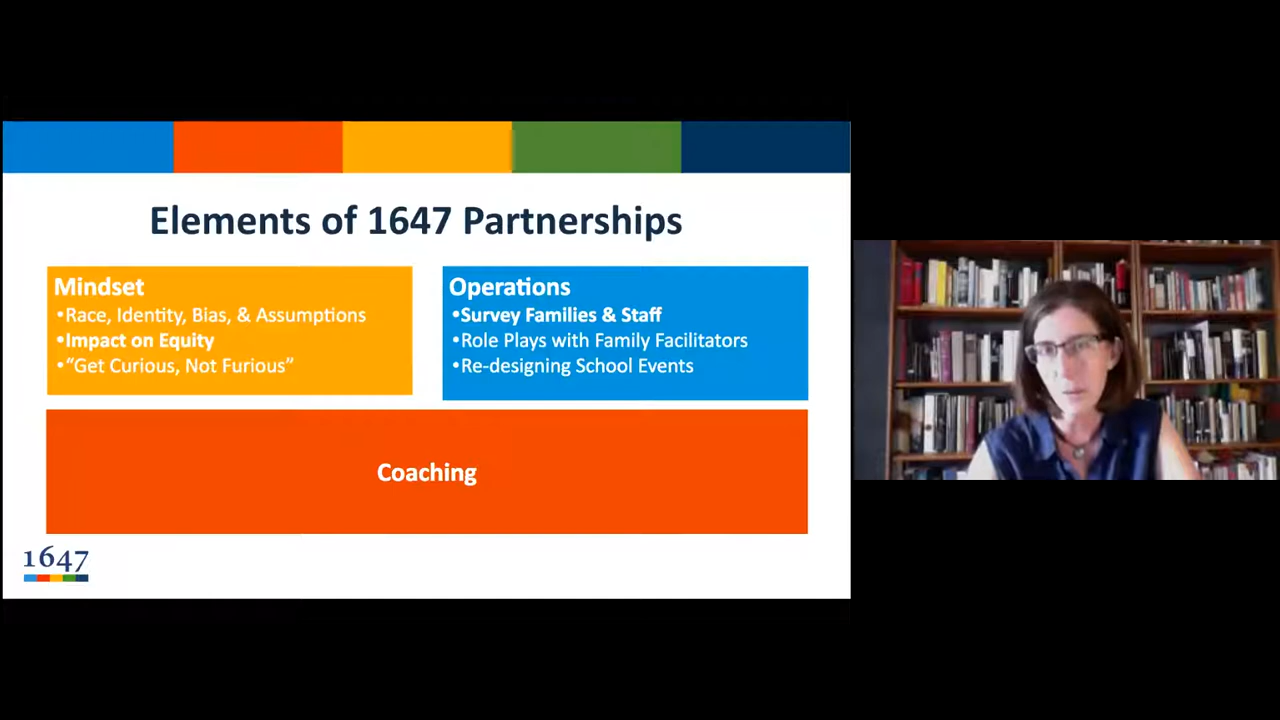 Elements of 1647 Partnerships
Mindset
•Race, Identity, Bias, & Assumptions
•Impact on Equity
•“Get Curious, Not Furious”
Operations
•Survey Families & Staff
•Role Plays with Family Facilitators
•Re-designing School Events
Coaching
1647